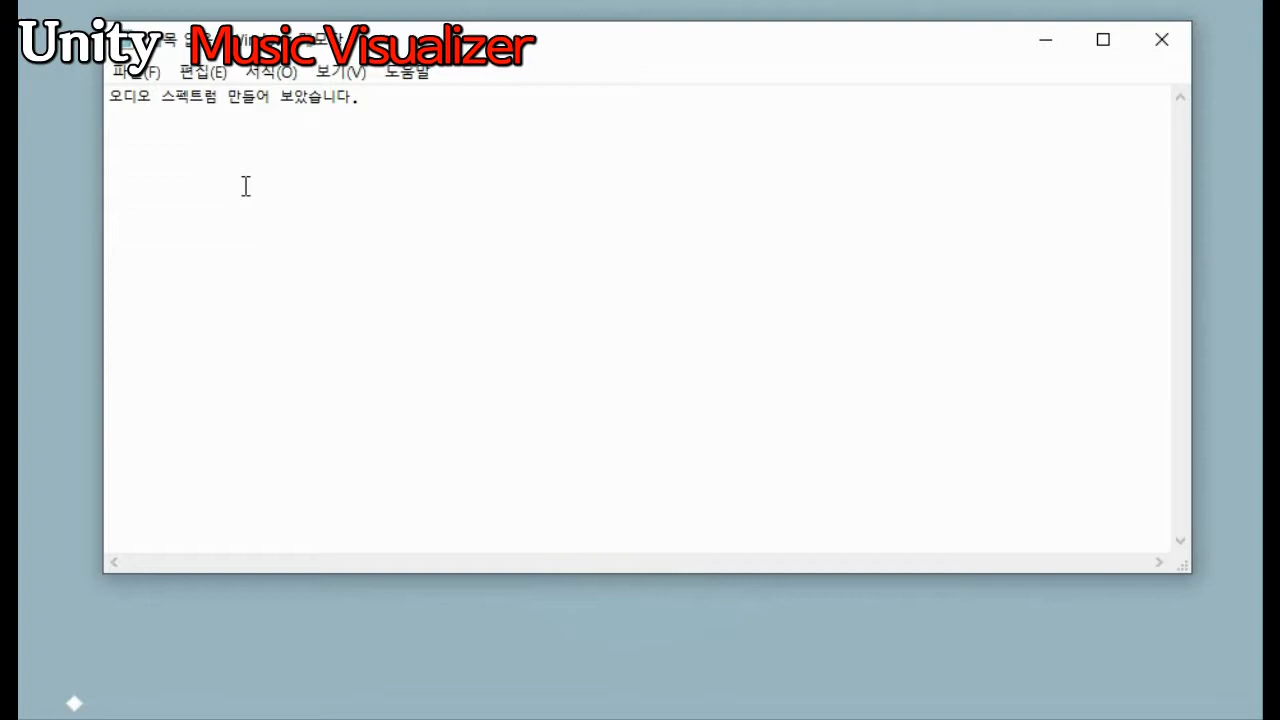 Unity Music Visualizer
파일(F) 편집(E) 서식(O) 보기(V) 도움말
오디오 스펙트럼 만들어 보았습니다.